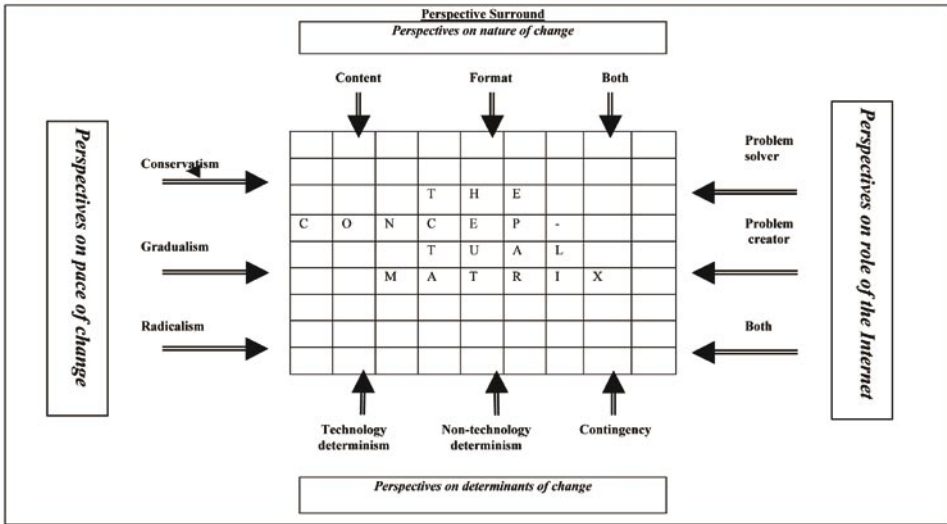 Perspective Surround
Perspectives on nature of change
Content Format Both
Perspectives on pace of change
Conservatism
Gradualism
Radicalism
T H E
C O N C E P -
T U A L
M A T R I X
Problem
solver
Problem
creator
Both
Perspectives on role of the Internet
Technology
determinism
Non-technology
determinism
Contingency
Perspectives on determinants of change